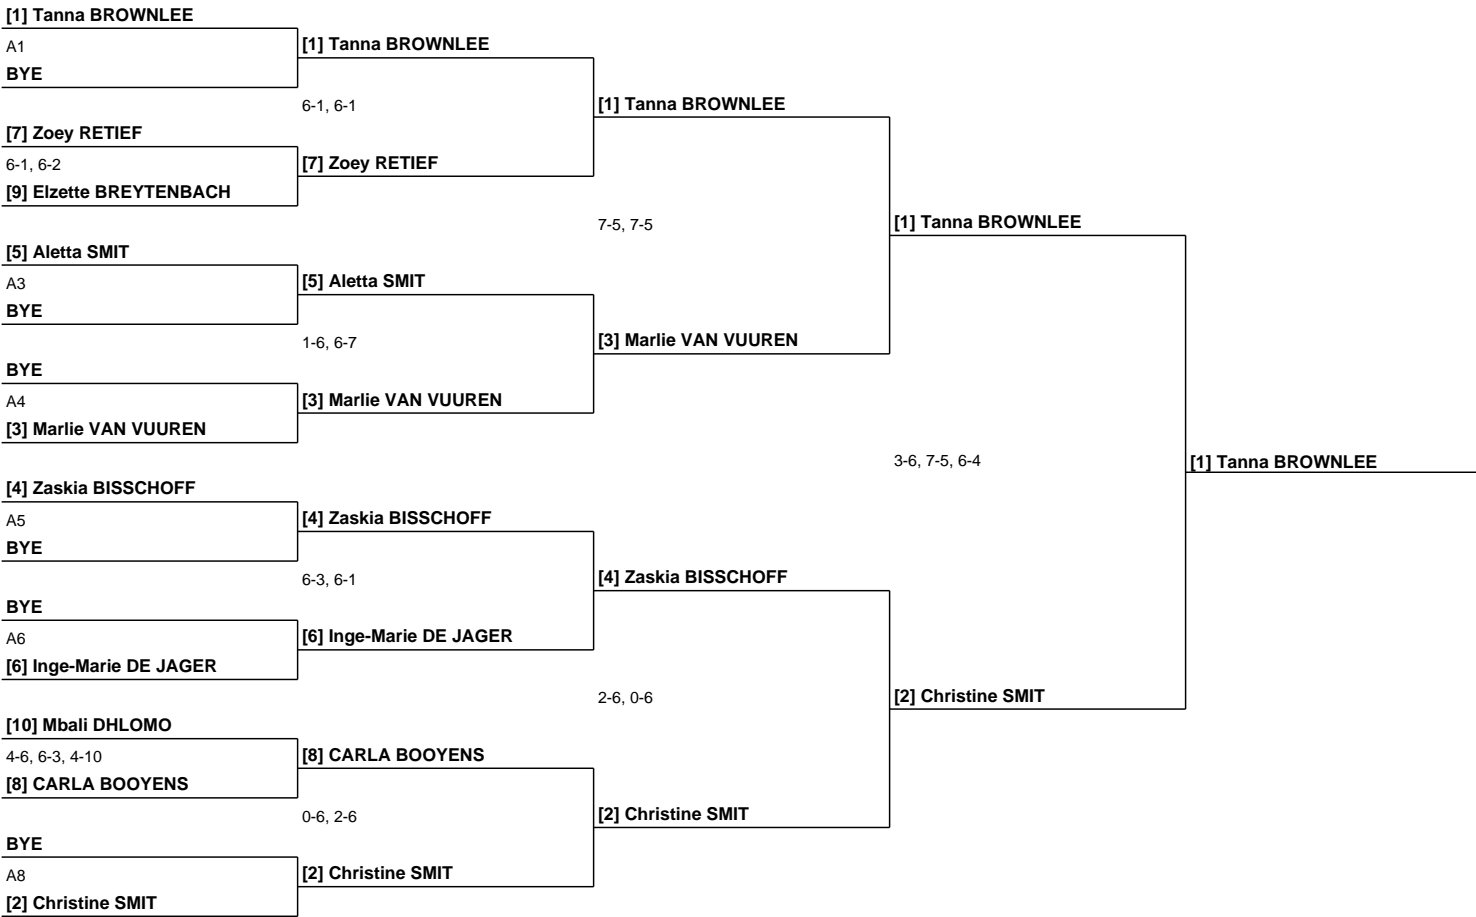 [1] Tanna BROWNLEE
A1
BYE
[7] Zoey RETIEF
6-1, 6-2
[9] Elzette BREYTENBACH
[5] Aletta SMIT
A3
BYE
BYE
A4
[3] Marlie VAN VUUREN
[4] Zaskia BISSCHOFF
A5
BYE
BYE
A6
[6] Inge-Marie DE JAGER
[10] Mbali DHLOMO
4-6, 6-3, 4-10
[8] CARLA BOOYENS
BYE
A8
[2] Christine SMIT
[1] Tanna BROWNLEE
6-1, 6-1
[7] Zoey RETIEF
[5] Aletta SMIT
1-6, 6-7
[3] Marlie VAN VUUREN
[4] Zaskia BISSCHOFF
6-3, 6-1
[6] Inge-Marie DE JAGER
[8] CARLA BOOYENS
0-6, 2-6
[2] Christine SMIT
[1] Tanna BROWNLEE
7-5, 7-5
[3] Marlie VAN VUUREN
[4] Zaskia BISSCHOFF
2-6, 0-6
[2] Christine SMIT
[1] Tanna BROWNLEE
3-6, 7-5, 6-4
[2] Christine SMIT
[1] Tanna BROWNLEE